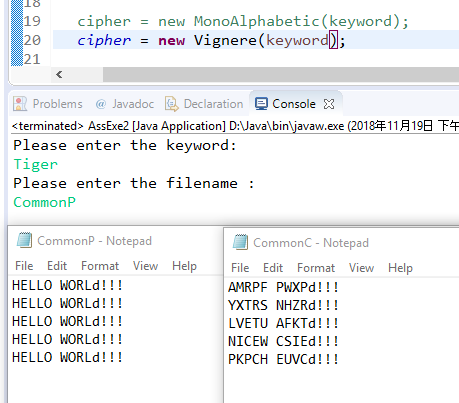 18
19 cipher = new MonoAlphabetic(keyword);
20 cipher = new Vignere(keyword);
21
Problems @ Javadoc Declaration Console
<terminated> AssExe2 [Java Application] D:\Java\bin\javaw.exe (2018年11月19日 下午
Please enter the keyword:
Tiger
Please enter the filename :
CommonP
CommonP - Notepad
File Edit Format View Help
HELLO WORLd!!!
HELLO WORLd!!!
HELLO WORLd!!!
HELLO WORLd!!!
HELLO WORLd!!!
CommonC - Notepad
File Edit Format View Help
AMRPF PWXPd!!!
YXTRS NHZRd!!!
LVETU AFKTd!!!
NICEW CSIEd!!!
PKPCH EUVCd!!!